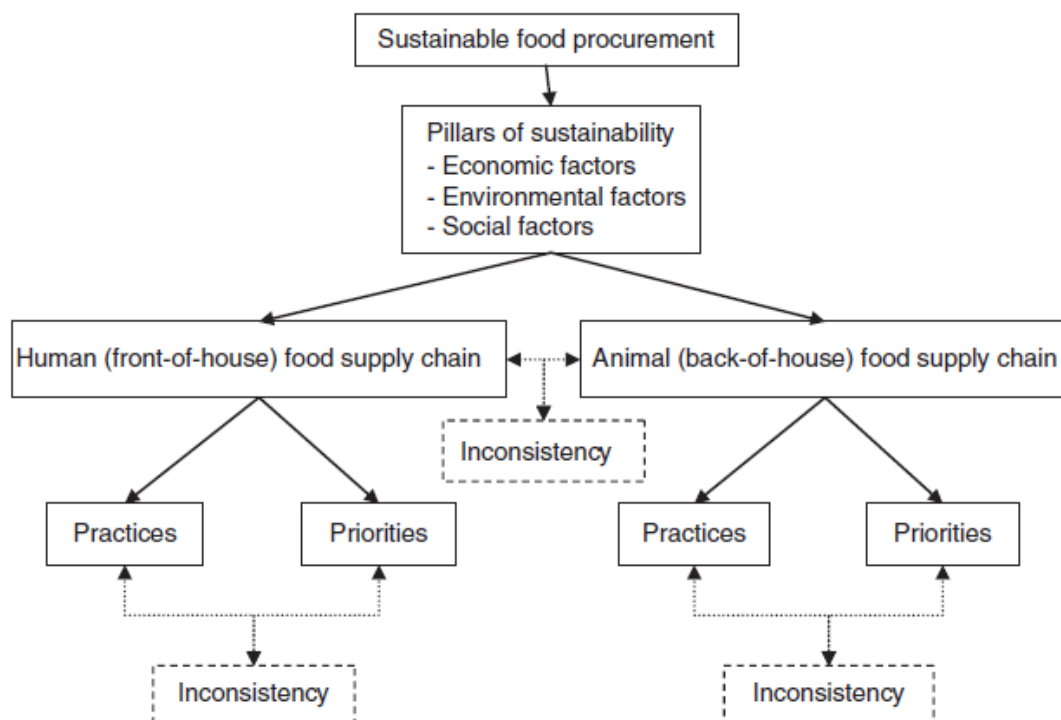 Sustainable food procurement
Pillars of sustainability
- Economic factors
- Environmental factors
- Social factors
Human (front-of-house) food supply chain
Animal (back-of-house) food supply chain
Inconsistency
Practices
Priorities
Practices
Priorities
Inconsistency
Inconsistency